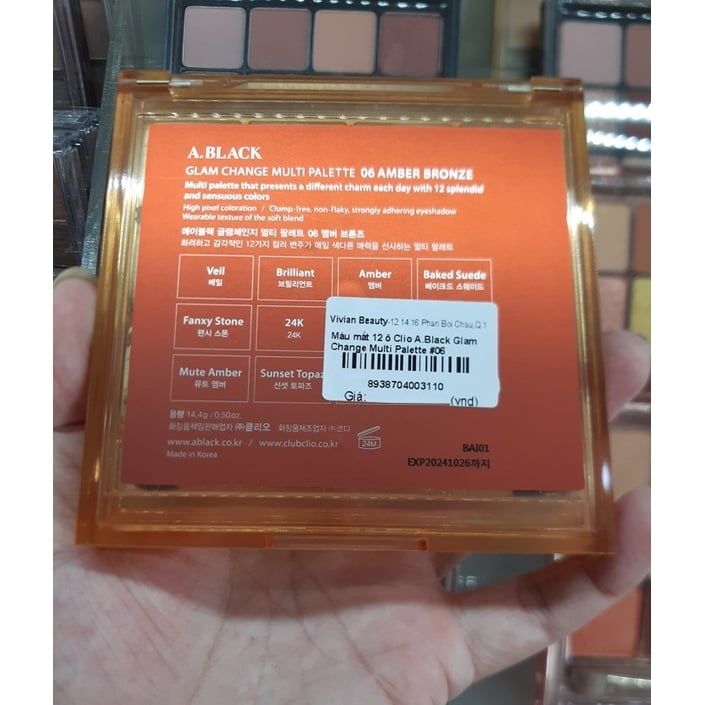 A.BLACK
GLAM CHANGE MULTI PALETTE 06 AMBER BRONZE
Multi palette that presents a different charm each day with 12 splendid
and sensuous colors
High pixel coloration / Clump-free, non-flaky, strongly adhering eyeshadow
Wearable texture of the soft blend
에이블랙 글램체인지 멀티 팔레트 06 엠버 브론즈
화려하고 감각적인 12가지 컬러 변주가 매일 색다른 매력을 선사하는 멀티 팔레트
Veil
베일
Brilliant
브릴리언트
Amber
엠버
Baked Suede
베이크드 스웨이드
Fanxy Stone
팬시 스톤
24K
24K
Mute Amber
뮤트 엠버
Sunset Topaz
선셋 토파즈
Vivian Beauty-12 14 16 Phan Boi Chau,Q.1
Màu mắt 12 ô Clio A.Black Glam
Change Multi Palette #06
8938704003110
Giá: (vnd)
용량 14.4g / 0.50oz.
화장품책임판매업자 ㈜클리오 화장품제조업자 ㈜코디
www.ablack.co.kr / www.clubclio.co.kr
Made in Korea
24M
BAI01
EXP20241026까지